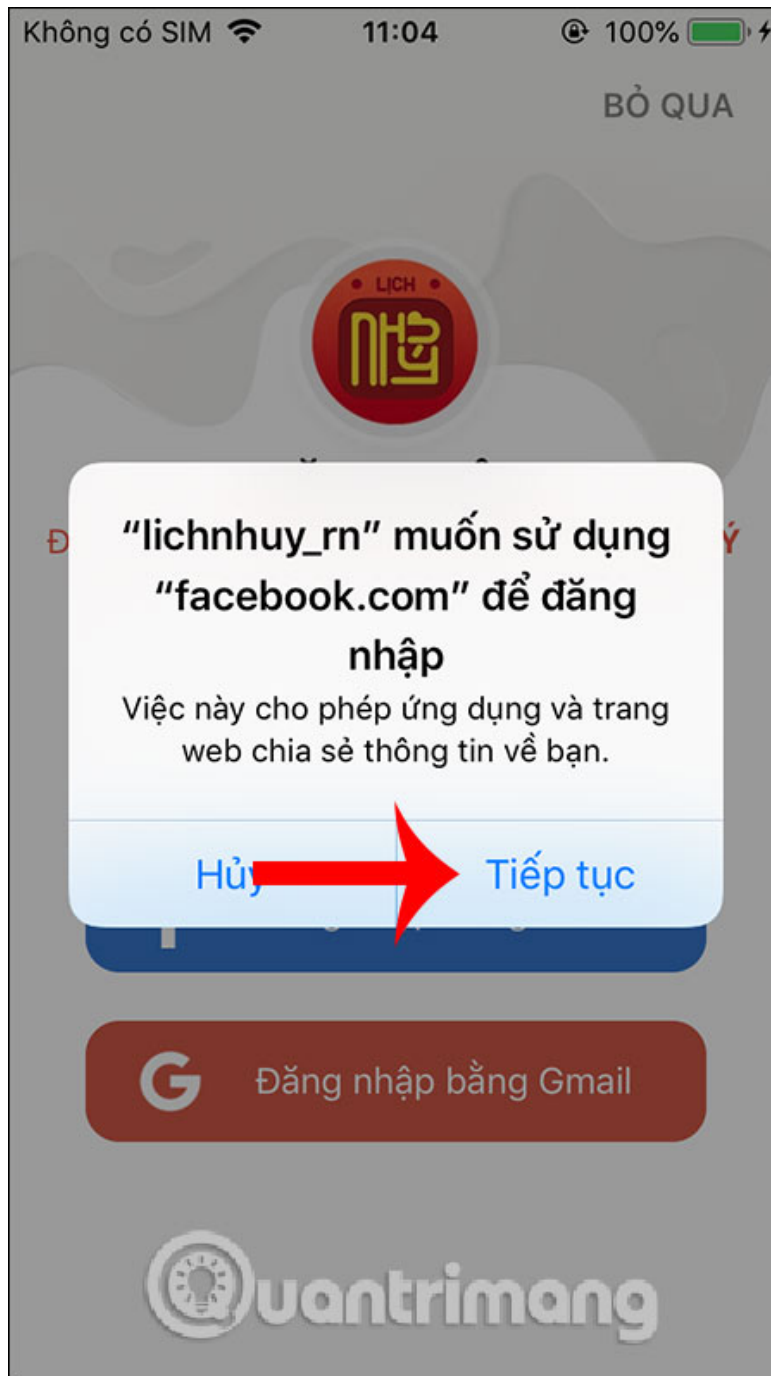 Không có SIM 11:04 100%
BỎ QUA
LỊCH
NHƯ Ý
“lichnhuy_rn” muốn sử dụng
“facebook.com” để đăng
nhập
Việc này cho phép ứng dụng và trang
web chia sẻ thông tin về bạn.
Hủy Tiếp tục
G Đăng nhập bằng Gmail
Quantrimang